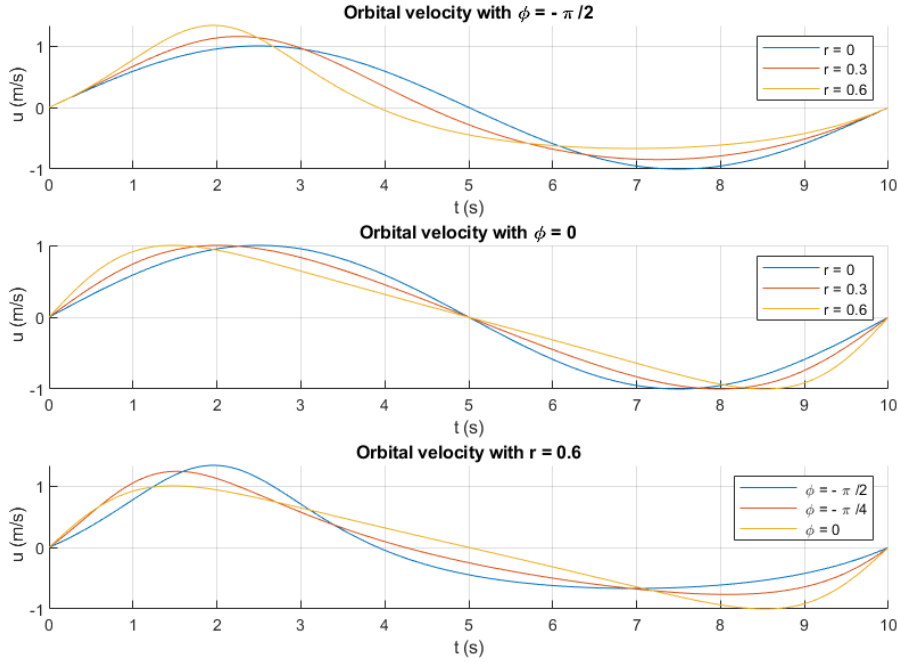 Orbital velocity with ϕ = - π /2
1
0
-1
u (m/s)
r = 0
r = 0.3
r = 0.6
0 1 2 3 4 5 6 7 8 9 10
t (s)
Orbital velocity with ϕ = 0
1
0
-1
u (m/s)
r = 0
r = 0.3
r = 0.6
0 1 2 3 4 5 6 7 8 9 10
t (s)
Orbital velocity with r = 0.6
1
0
-1
u (m/s)
ϕ = - π /2
ϕ = - π /4
ϕ = 0
0 1 2 3 4 5 6 7 8 9 10
t (s)